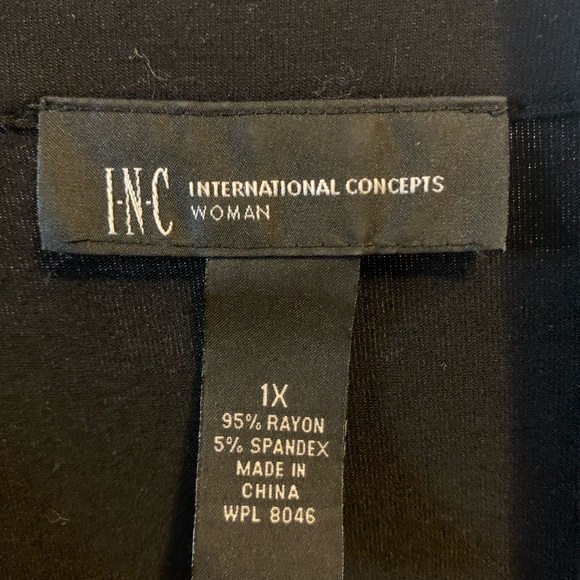 I·N·C INTERNATIONAL CONCEPTS
WOMAN
1X
95% RAYON
5% SPANDEX
MADE IN
CHINA
WPL 8046